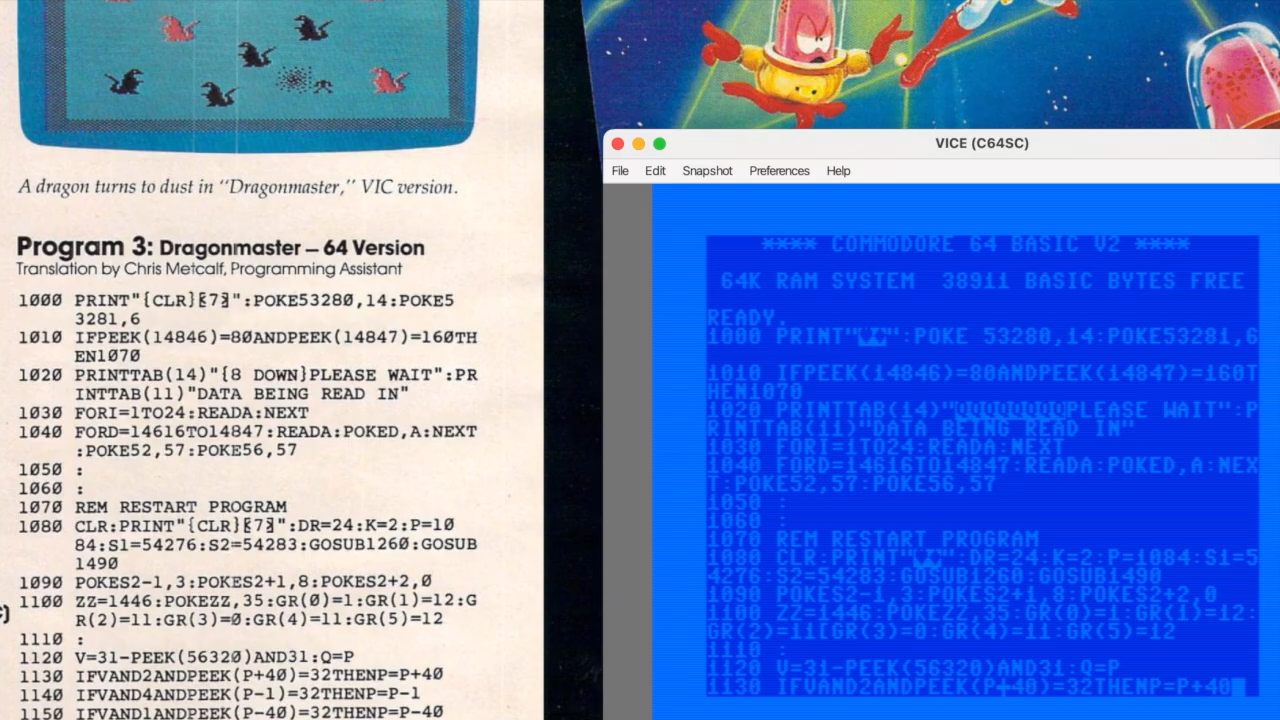 A dragon turns to dust in "Dragonmaster," VIC version.
Program 3: Dragonmaster — 64 Version
Translation by Chris Metcalf, Programming Assistant
1000 PRINT"{CLR}[7]":POKE53280,14:POKE5
3281,6
1010 IFPEEK(14846)=80ANDPEEK(14847)=160TH
EN1070
1020 PRINTTAB(14)"{8 DOWN}PLEASE WAIT":PR
INTTAB(11)"DATA BEING READ IN"
1030 FORI=1TO24:READA:NEXT
1040 FORD=14616TO14847:READA:POKED,A:NEXT
:POKE52,57:POKE56,57
1050 :
1060 :
1070 REM RESTART PROGRAM
1080 CLR:PRINT"{CLR}[7]":DR=24:K=2:P=10
84:S1=54276:S2=54283:GOSUB1260:GOSUB
1490
1090 POKES2-1,3:POKES2+1,8:POKES2+2,0
1100 ZZ=1446:POKEZZ,35:GR(0)=1:GR(1)=12:G
R(2)=11:GR(3)=0:GR(4)=11:GR(5)=12
1110 :
1120 V=31-PEEK(56320)AND31:Q=P
1130 IFVAND2ANDPEEK(P+40)=32THENP=P+40
1140 IFVAND4ANDPEEK(P-1)=32THENP=P-1
1150 IFVAND1ANDPEEK(P-40)=32THENP=P-40
VICE (C64SC)
File Edit Snapshot Preferences Help
**** COMMODORE 64 BASIC V2 ****
64K RAM SYSTEM 38911 BASIC BYTES FREE
READY.
1000 PRINT"":POKE 53280,14:POKE53281,6
1010 IFPEEK(14846)=80ANDPEEK(14847)=160T
HEN1070
1020 PRINTTAB(14)"QQQQQQQQPLEASE WAIT":P
RINTTAB(11)"DATA BEING READ IN"
1030 FORI=1TO24:READA:NEXT
1040 FORD=14616TO14847:READA:POKED,A:NEX
T:POKE52,57:POKE56,57
1050 :
1060 :
1070 REM RESTART PROGRAM
1080 CLR:PRINT"":DR=24:K=2:P=1084:S1=5
4276:S2=54283:GOSUB1260:GOSUB1490
1090 POKES2-1,3:POKES2+1,8:POKES2+2,0
1100 ZZ=1446:POKEZZ,35:GR(0)=1:GR(1)=12:
GR(2)=11[GR(3)=0:GR(4)=11:GR(5)=12
1110 :
1120 V=31-PEEK(56320)AND31:Q=P
1130 IFVAND2ANDPEEK(P+40)=32THENP=P+40